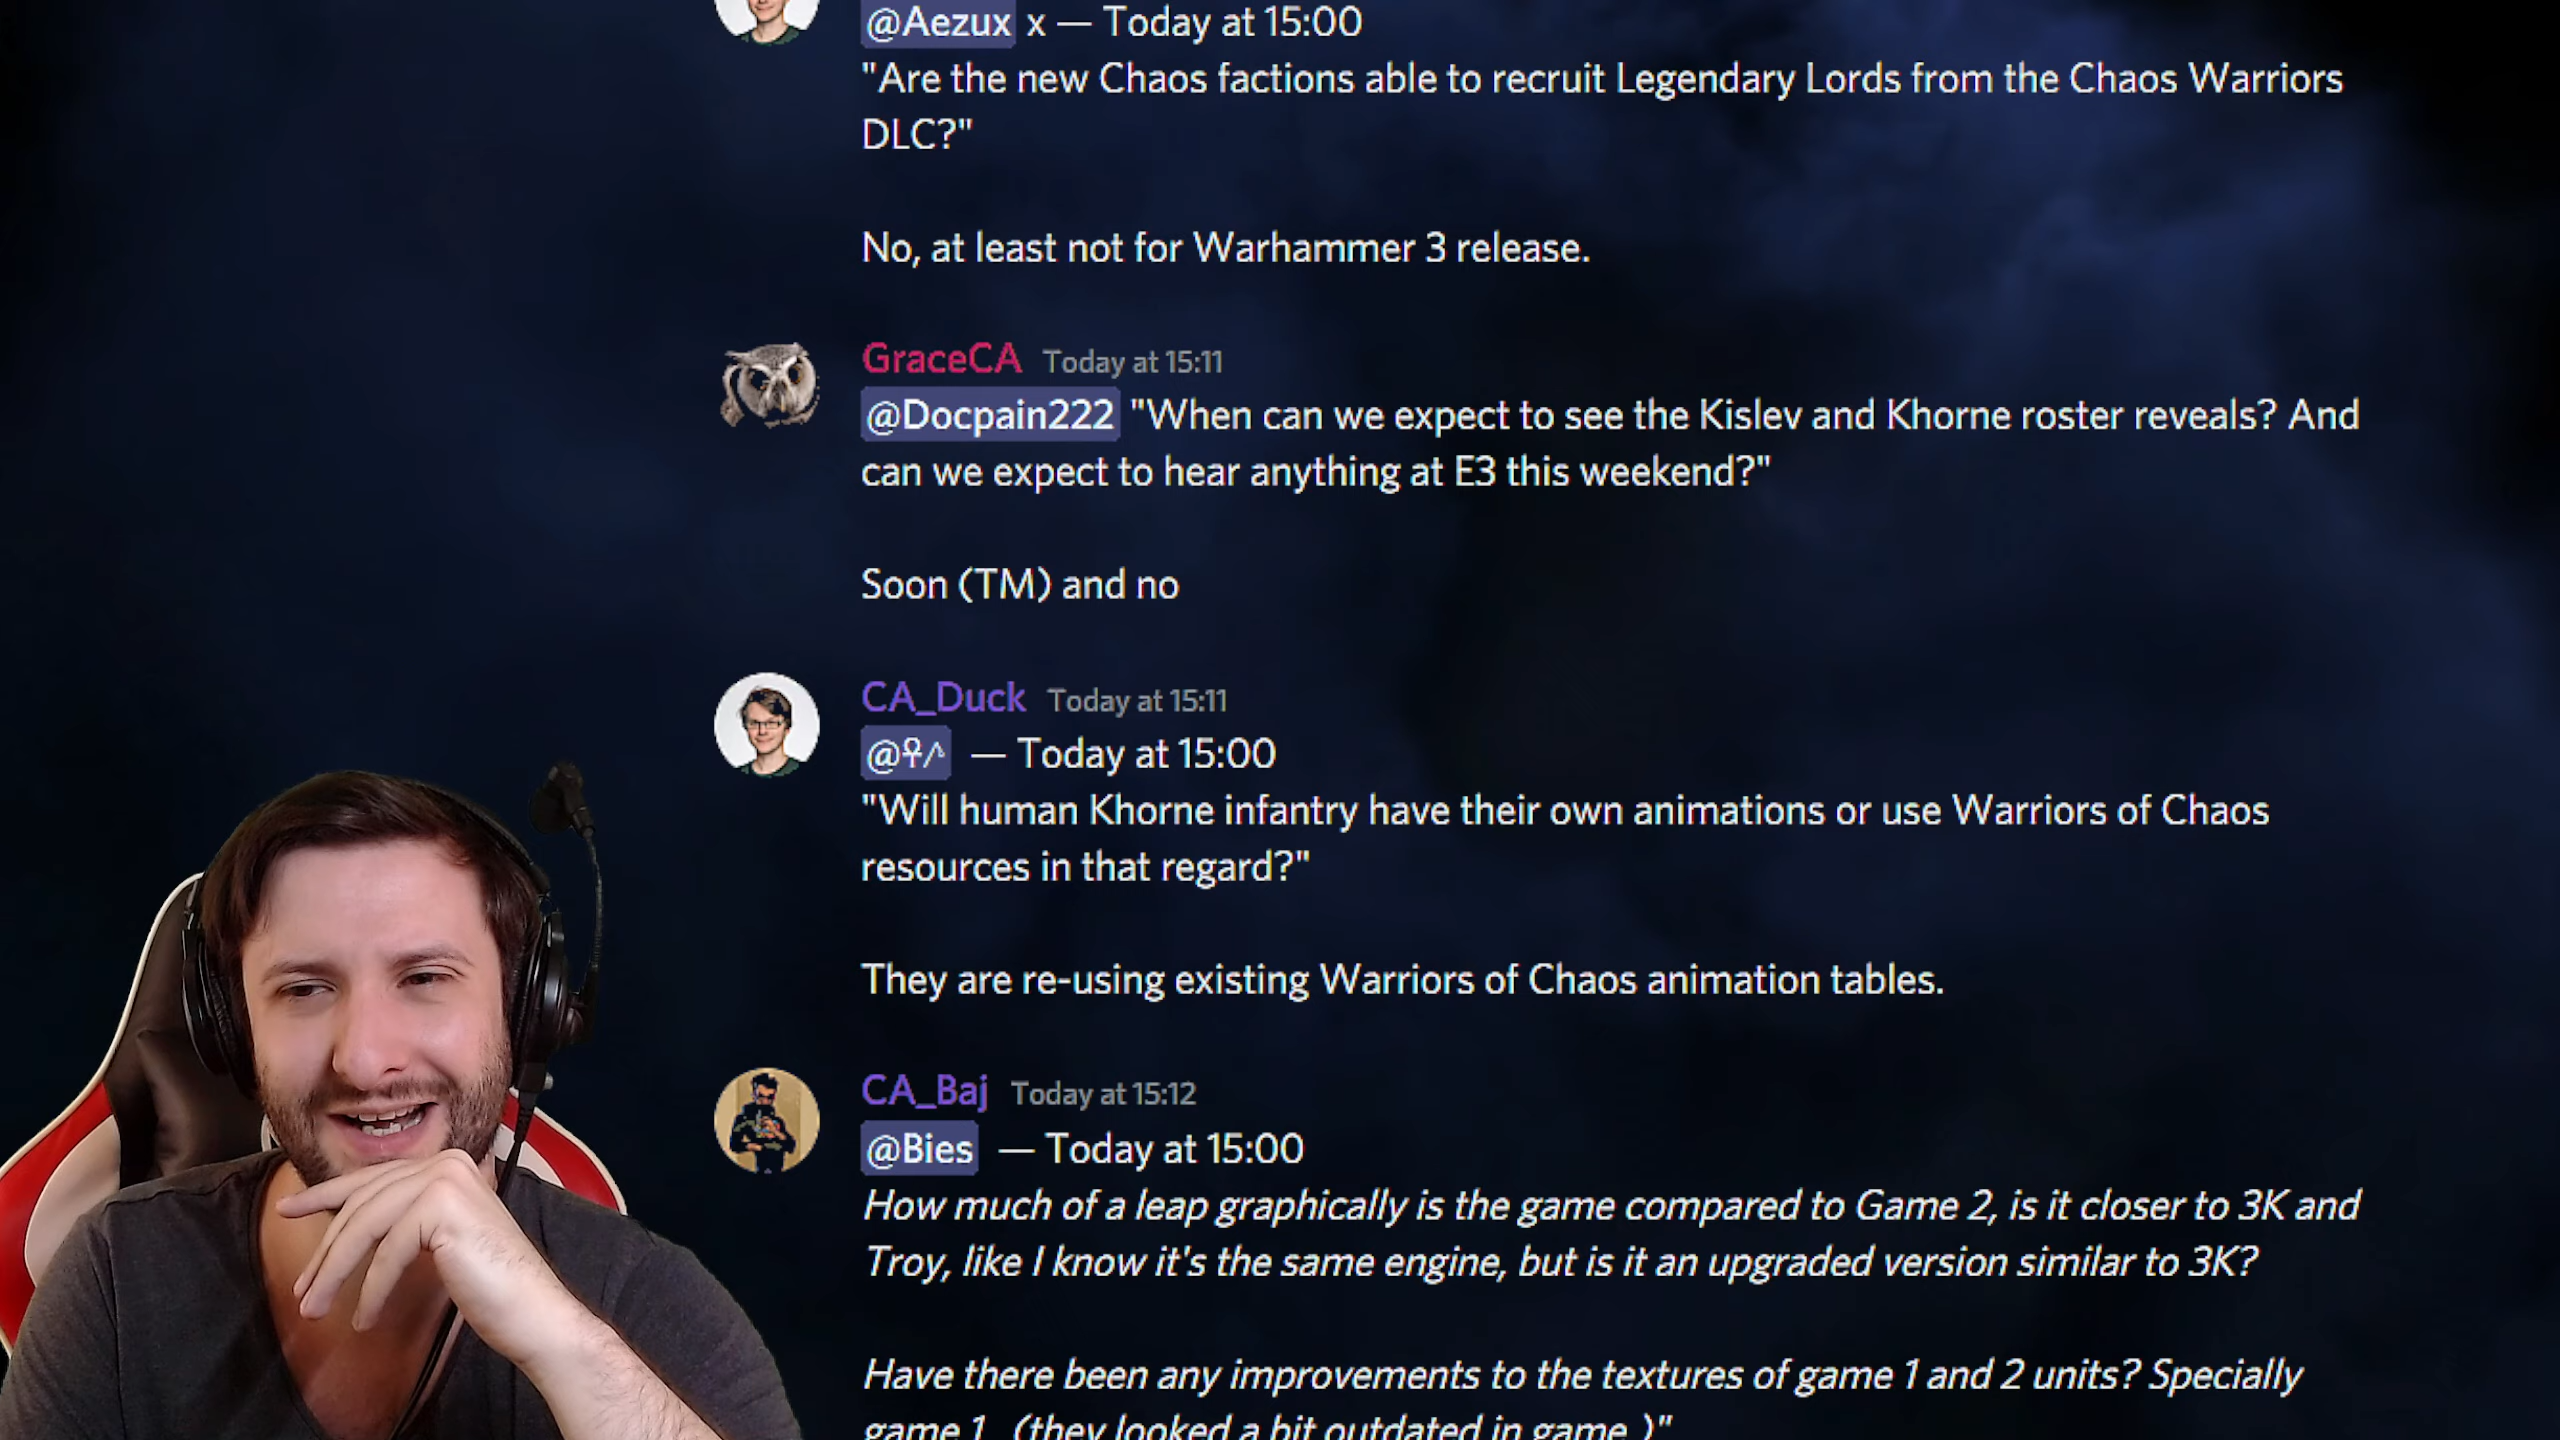 @Aezux x — Today at 15:00
"Are the new Chaos factions able to recruit Legendary Lords from the Chaos Warriors
DLC?"
No, at least not for Warhammer 3 release.
GraceCA Today at 15:11
@Docpain222 "When can we expect to see the Kislev and Khorne roster reveals? And
can we expect to hear anything at E3 this weekend?"
Soon (TM) and no
CA_Duck Today at 15:11
@ — Today at 15:00
"Will human Khorne infantry have their own animations or use Warriors of Chaos
resources in that regard?"
They are re-using existing Warriors of Chaos animation tables.
CA_Baj Today at 15:12
@Bies — Today at 15:00
How much of a leap graphically is the game compared to Game 2, is it closer to 3K and
Troy, like I know it's the same engine, but is it an upgraded version similar to 3K?
Have there been any improvements to the textures of game 1 and 2 units? Specially
game 1 (they looked a bit outdated in game )"